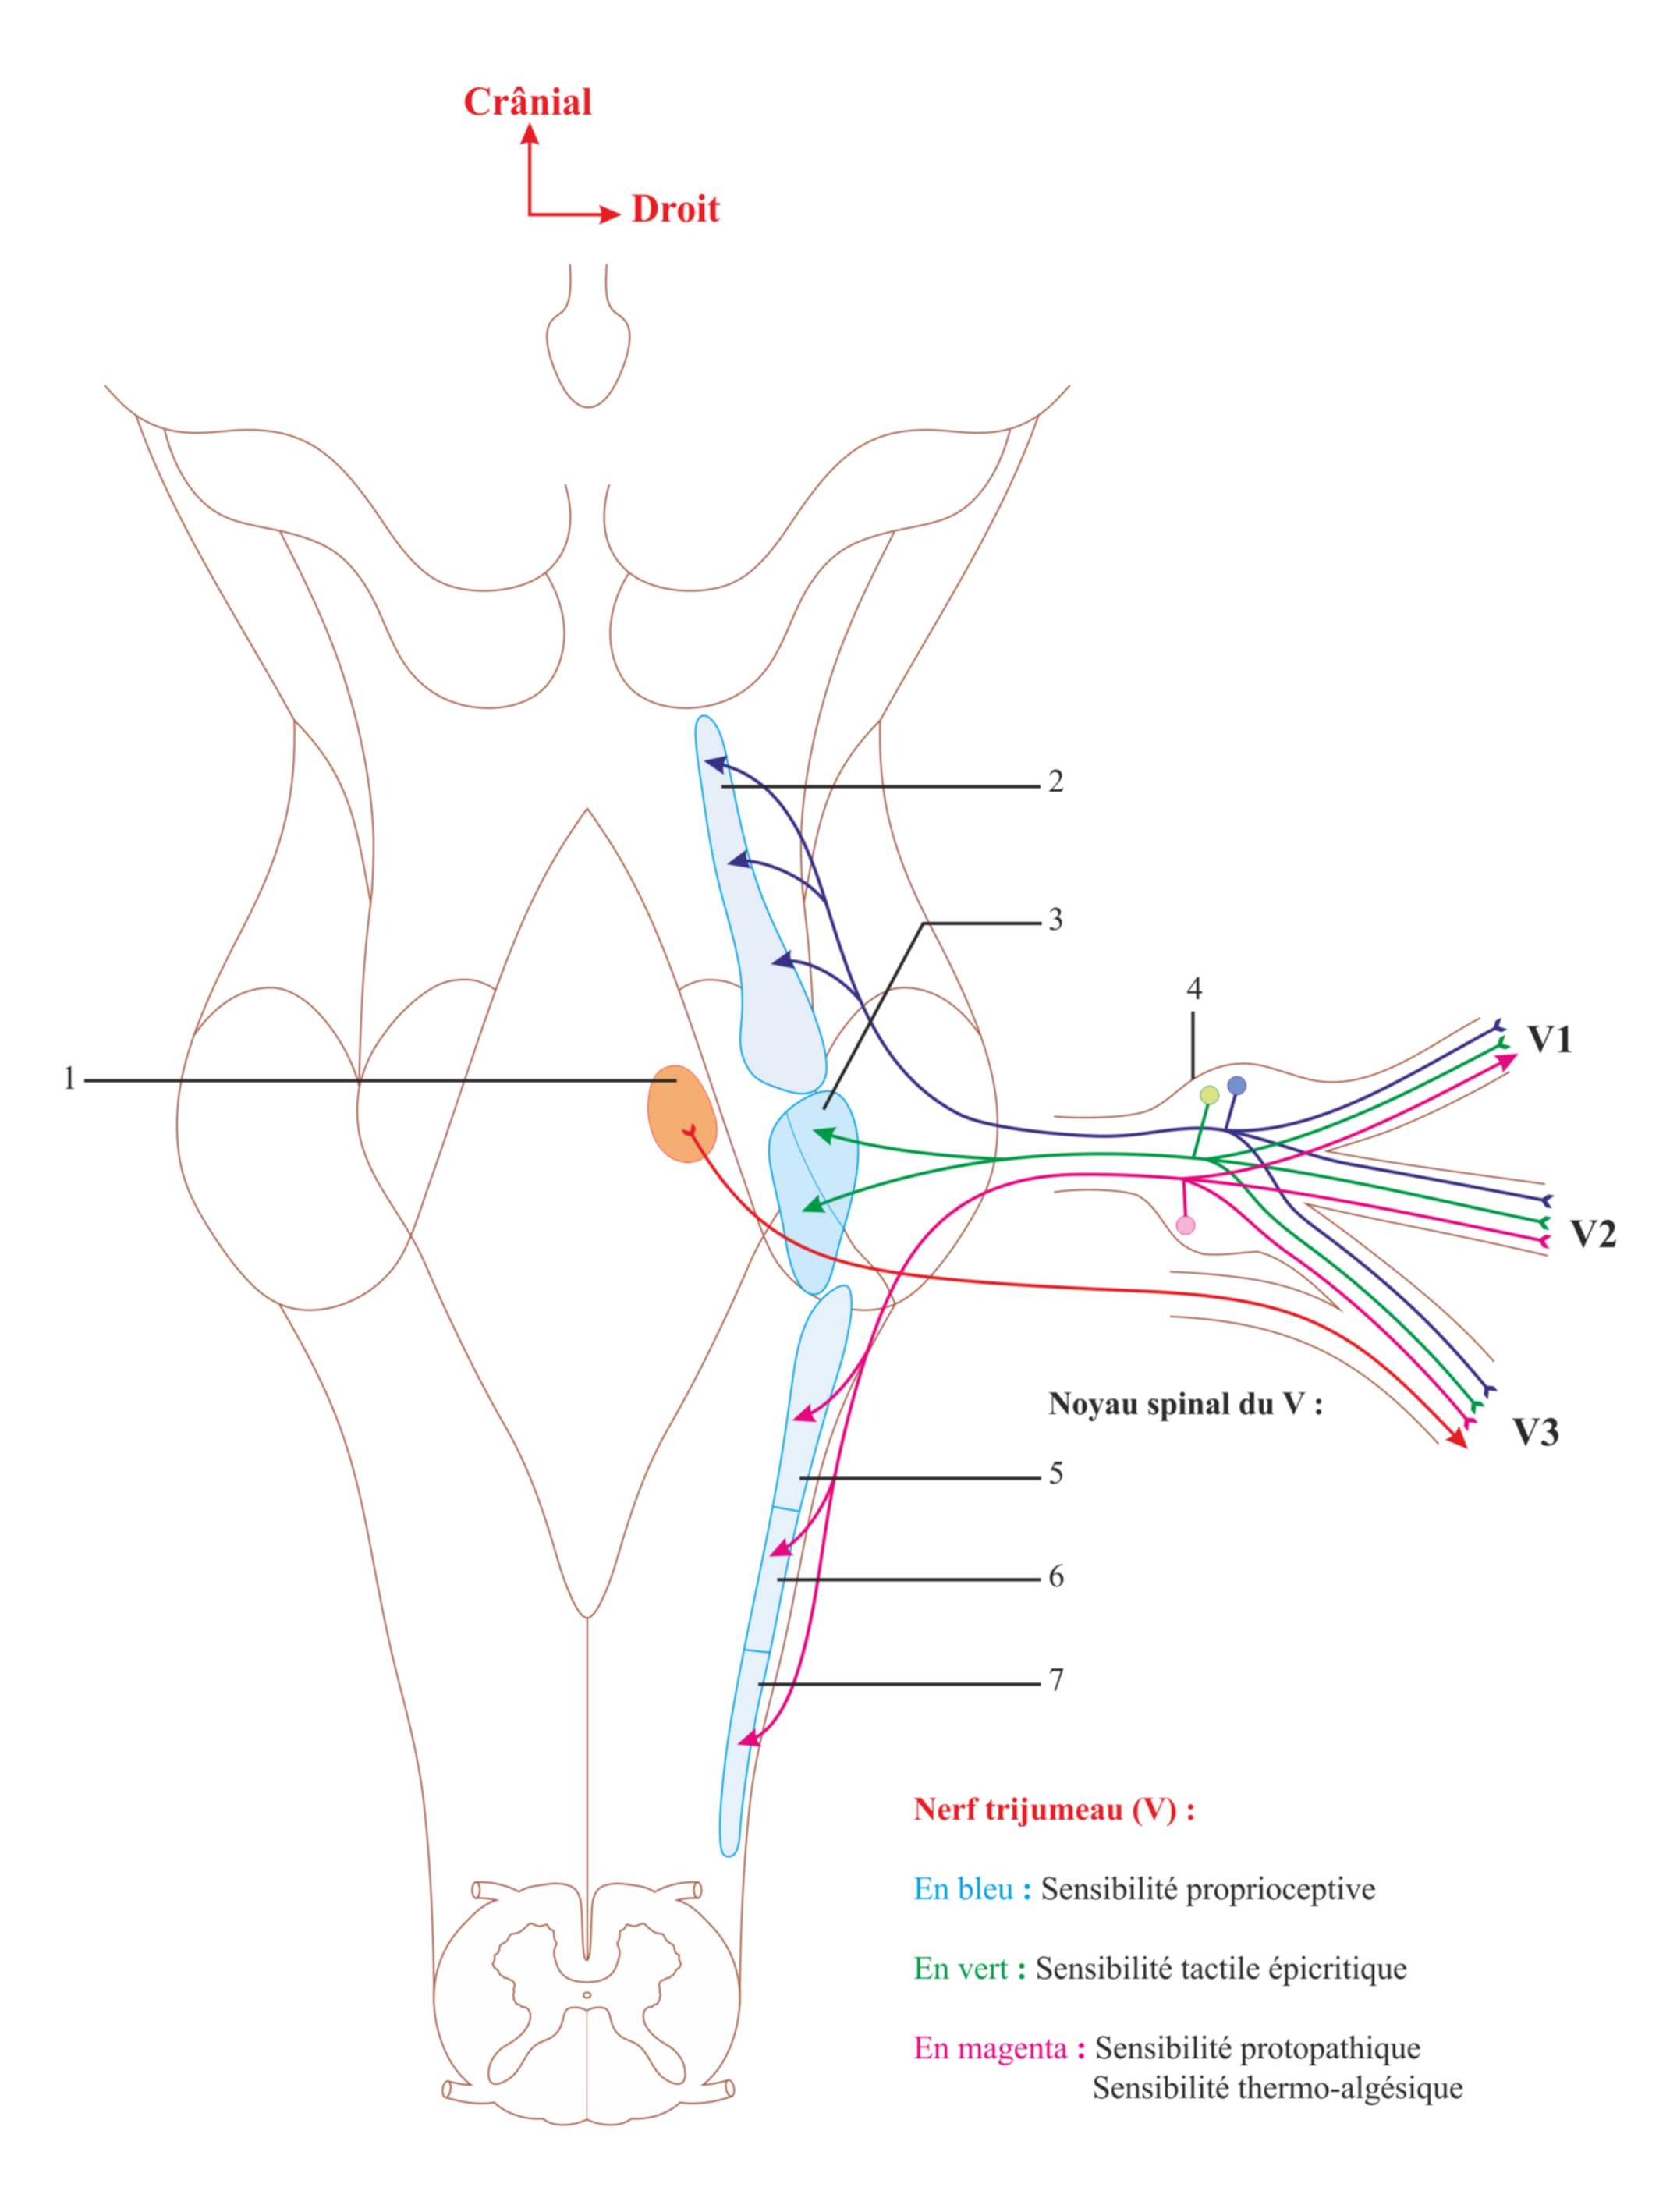 Crânial
Droit
2
3
4
1
V1
V2
Noyau spinal du V :
V3
5
6
7
Nerf trijumeau (V) :
En bleu : Sensibilité proprioceptive
En vert : Sensibilité tactile épicritique
En magenta : Sensibilité protopathique
Sensibilité thermo-algésique